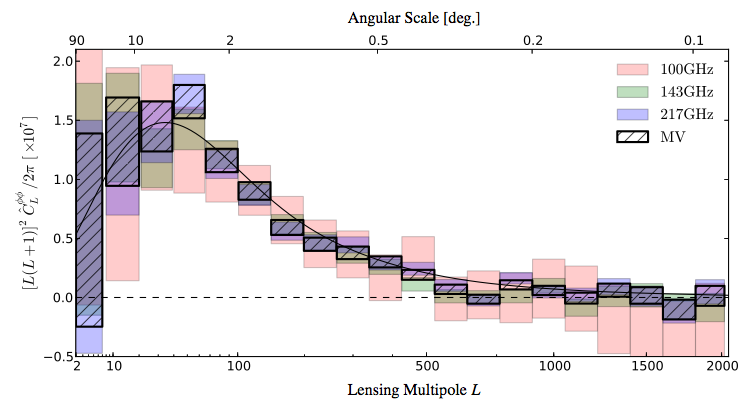 Angular Scale [deg.]
90 10 2 0.5 0.2 0.1
2.0
1.5
1.0
0.5
0.0
−0.5
[L(L+1)]² Ĉ_L^{ϕϕ}/2π [×10⁷]
100GHz
143GHz
217GHz
MV
2 10 100 500 1000 1500 2000
Lensing Multipole L